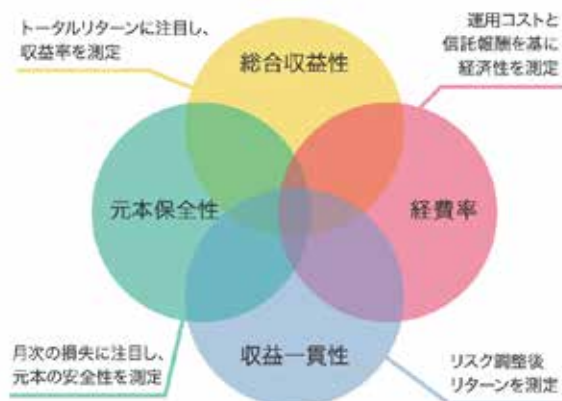 トータルリターンに注目し、
収益率を測定
運用コストと
信託報酬を基に
経済性を測定
総合収益性
元本保全性
経費率
収益一貫性
月次の損失に注目し、
元本の安全性を測定
リスク調整後
リターンを測定